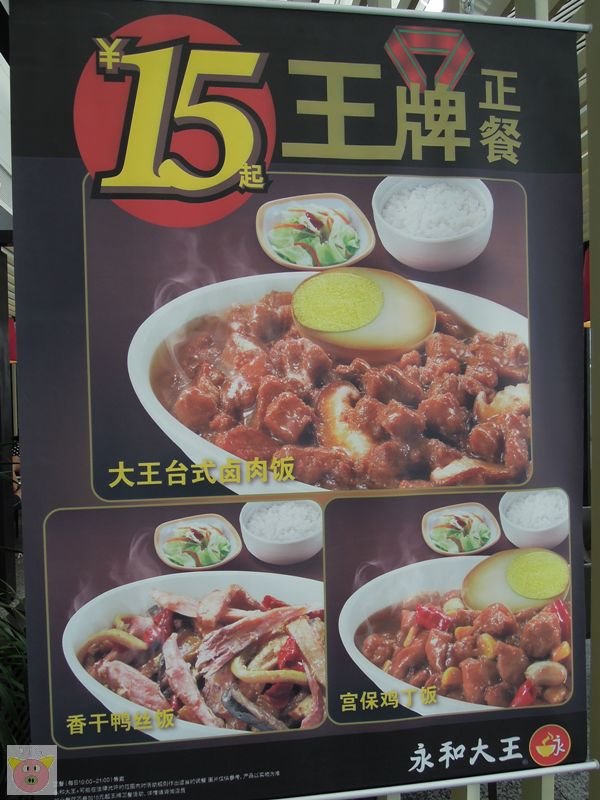 ¥15起
王牌正餐
大王台式卤肉饭
香干鸭丝饭
宫保鸡丁饭
永和大王
永